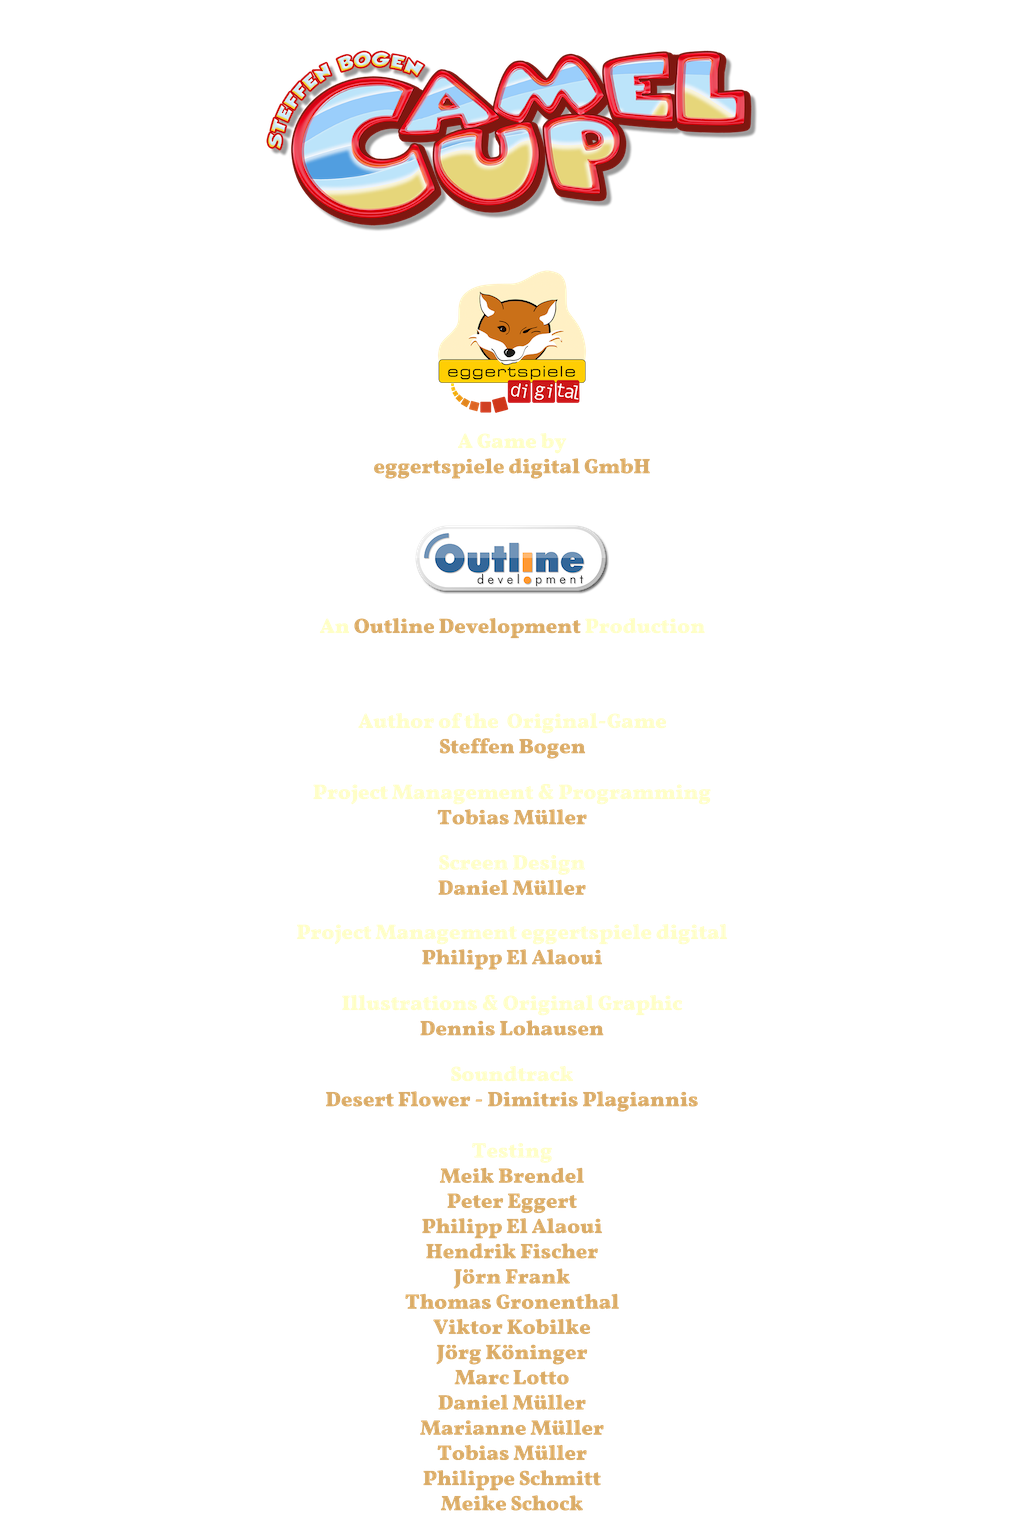 STEFFEN BOGEN
CAMEL
CUP
eggertspiele
digital
A Game by
eggertspiele digital GmbH
Outline
development
An Outline Development Production
Author of the Original-Game
Steffen Bogen
Project Management & Programming
Tobias Müller
Screen Design
Daniel Müller
Project Management eggertspiele digital
Philipp El Alaoui
Illustrations & Original Graphic
Dennis Lohausen
Soundtrack
Desert Flower - Dimitris Plagiannis
Testing
Meik Brendel
Peter Eggert
Philipp El Alaoui
Hendrik Fischer
Jörn Frank
Thomas Gronenthal
Viktor Kobilke
Jörg Köninger
Marc Lotto
Daniel Müller
Marianne Müller
Tobias Müller
Philippe Schmitt
Meike Schock